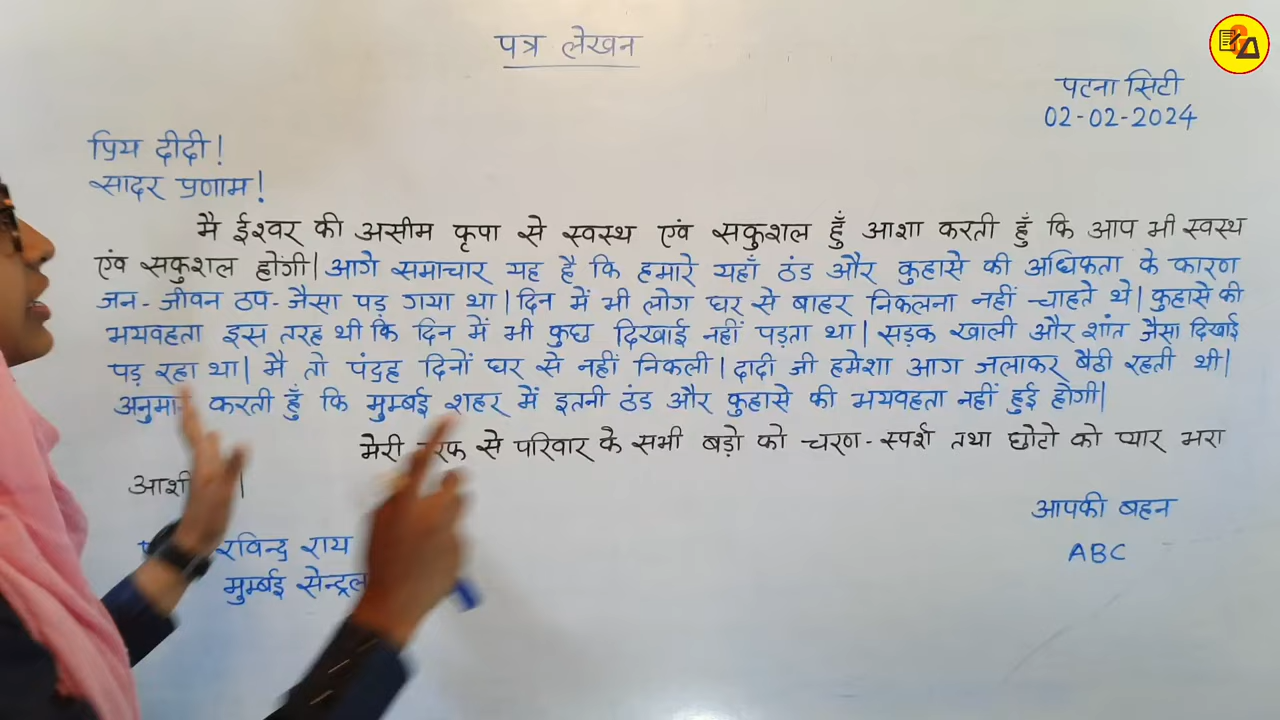 पत्र लेखन
पटना सिटी
02-02-2024
प्रिय दीदी!
सादर प्रणाम!
मै ईश्वर की असीम कृपा से स्वस्थ एंव सकुशल हूँ आशा करती हूँ कि आप भी स्वस्थ
एंव सकुशल होंगी। आगे समाचार यह है कि हमारे यहाँ ठंड और कुहासे की अधिकता के कारण
जन-जीवन ठप-जैसा पड़ गया था। दिन में भी लोग घर से बाहर निकलना नहीं चाहते थे। कुहासे की
भयवहता इस तरह थी कि दिन में भी कुछ दिखाई नहीं पड़ता था। सड़क खाली और शांत जैसा दिखाई
पड़ रहा था। मै तो पंद्रह दिनों घर से नहीं निकली। दादी जी हमेशा आग जलाकर बैठी रहती थी।
अनुमान करती हूँ कि मुम्बई शहर में इतनी ठंड और कुहासे की भयवहता नहीं हुई होगी।
मेरी से परिवार के सभी बड़ो को चरण-स्पर्श तथा छोटो को प्यार भरा
आपकी बहन
ABC
रविन्द्र राय
मुम्बई सेन्ट्रल